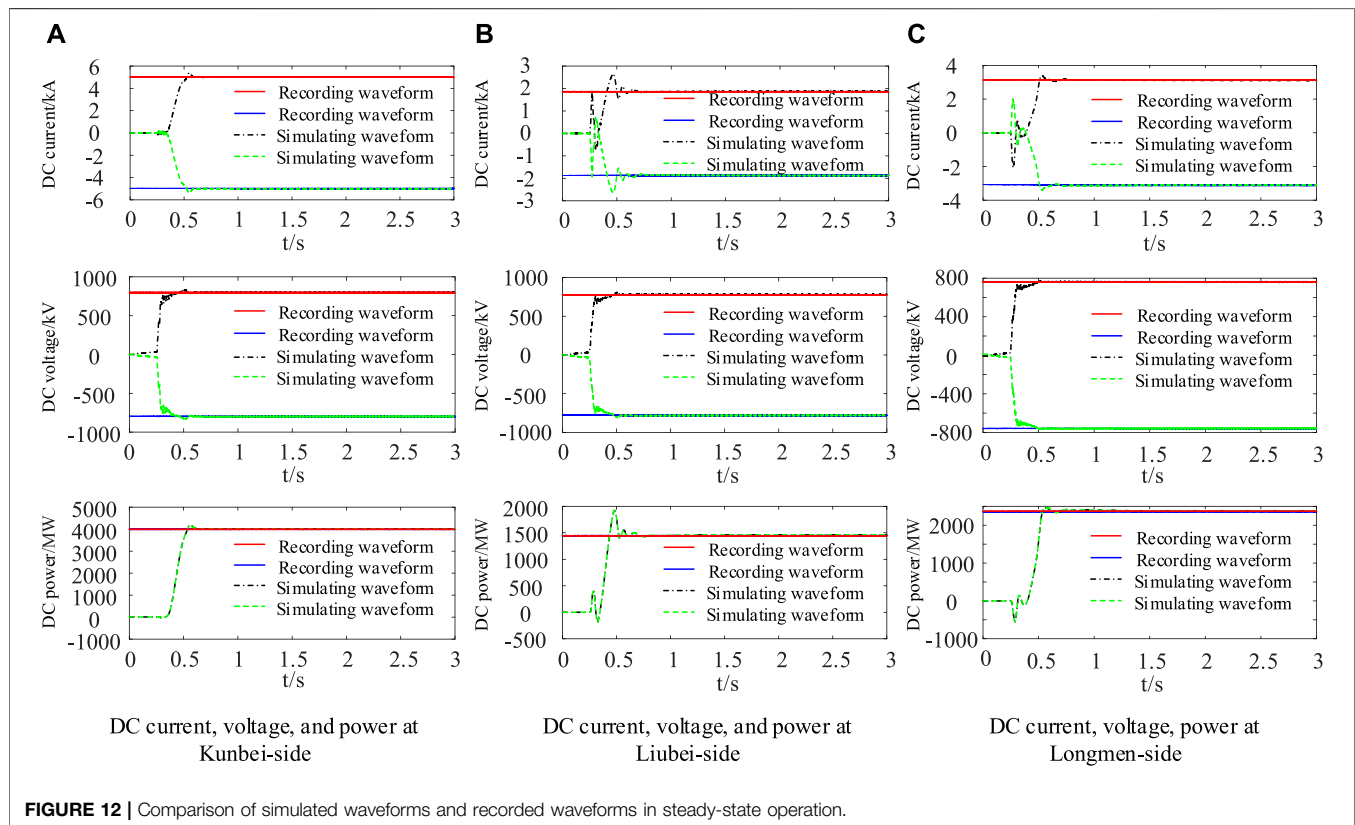 A
DC current/kA
6
4
2
0
-2
-4
-6
Recording waveform
Recording waveform
Simulating waveform
Simulating waveform
0 0.5 1 1.5 2 2.5 3
t/s
DC voltage/kV
1000
500
0
-500
-1000
Recording waveform
Recording waveform
Simulating waveform
Simulating waveform
0 0.5 1 1.5 2 2.5 3
t/s
DC power/MW
5000
4000
3000
2000
1000
0
-1000
Recording waveform
Recording waveform
Simulating waveform
Simulating waveform
0 0.5 1 1.5 2 2.5 3
t/s
DC current, voltage, and power at
Kunbei-side
B
DC current/kA
3
2
1
0
-1
-2
-3
Recording waveform
Recording waveform
Simulating waveform
Simulating waveform
0 0.5 1 1.5 2 2.5 3
t/s
DC voltage/kV
1000
500
0
-500
-1000
Recording waveform
Recording waveform
Simulating waveform
Simulating waveform
0 0.5 1 1.5 2 2.5 3
t/s
DC power/MW
2000
1500
1000
500
0
-500
Recording waveform
Recording waveform
Simulating waveform
Simulating waveform
0 0.5 1 1.5 2 2.5 3
t/s
DC current, voltage, and power at
Liubei-side
C
DC current/kA
4
2
0
-2
-4
Recording waveform
Recording waveform
Simulating waveform
Simulating waveform
0 0.5 1 1.5 2 2.5 3
t/s
DC voltage/kV
800
400
0
-400
-800
Recording waveform
Recording waveform
Simulating waveform
Simulating waveform
0 0.5 1 1.5 2 2.5 3
t/s
DC power/MW
2000
1000
0
-1000
Recording waveform
Recording waveform
Simulating waveform
Simulating waveform
0 0.5 1 1.5 2 2.5 3
t/s
DC current, voltage, power at
Longmen-side
FIGURE 12 | Comparison of simulated waveforms and recorded waveforms in steady-state operation.